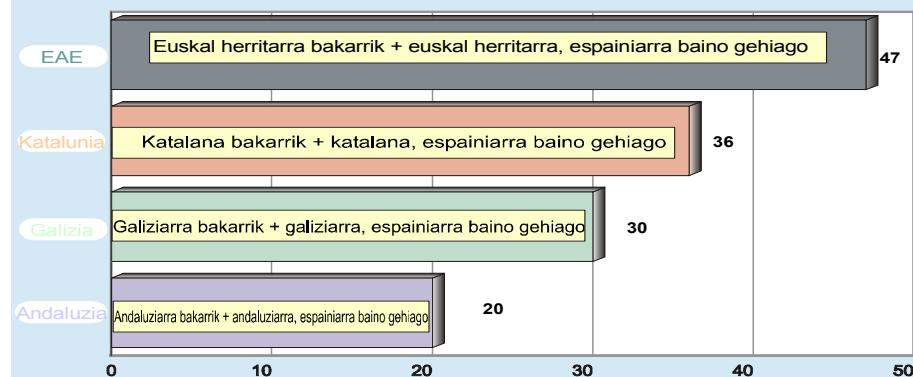 EAE
Euskal herritarra bakarrik + euskal herritarra, espainiarra baino gehiago
47
Katalunia
Katalana bakarrik + katalana, espainiarra baino gehiago
36
Galizia
Galiziarra bakarrik + galiziarra, espainiarra baino gehiago
30
Andaluzia
Andaluziarra bakarrik + andaluziarra, espainiarra baino gehiago
20
0 10 20 30 40 50